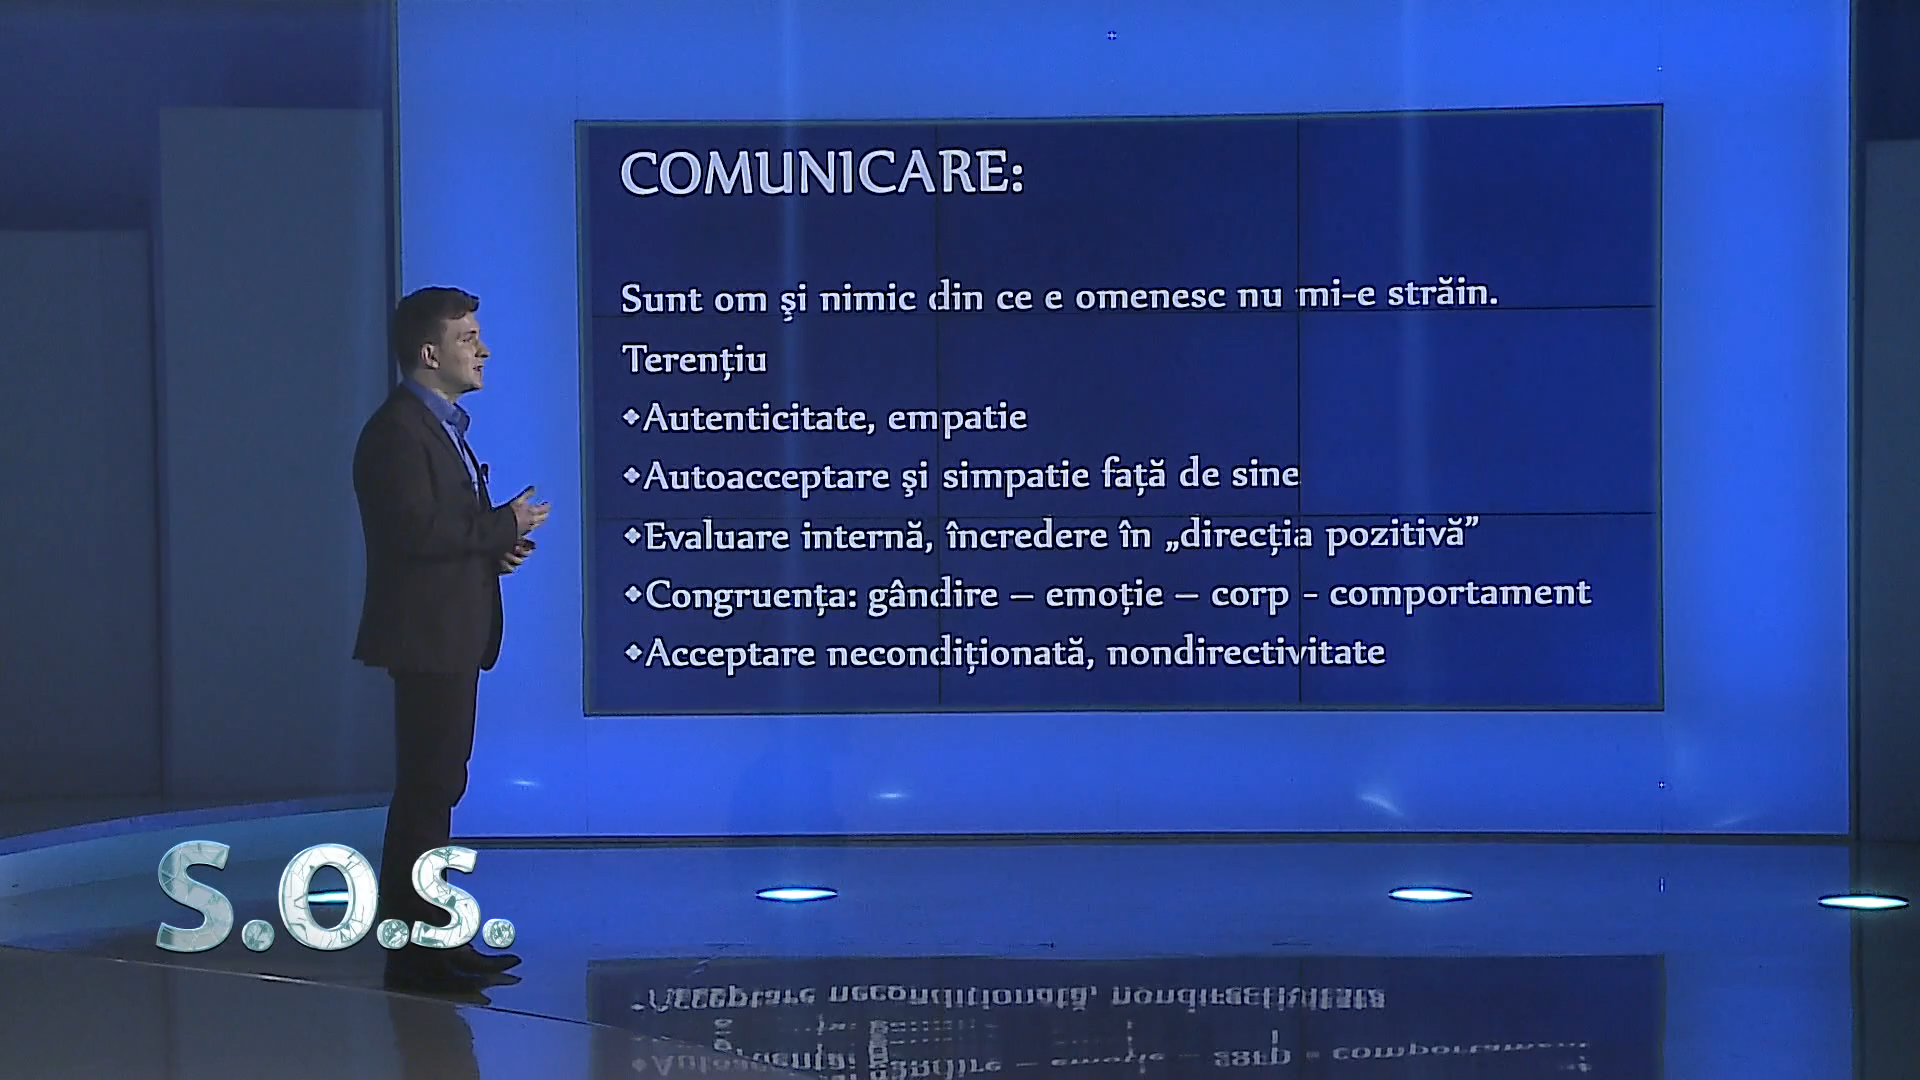 COMUNICARE:
Sunt om şi nimic din ce e omenesc nu mi-e străin.
Terenţiu
❖Autenticitate, empatie
❖Autoacceptare şi simpatie faţă de sine
❖Evaluare internă, încredere în „direcţia pozitivă”
❖Congruenţa: gândire – emoţie – corp - comportament
❖Acceptare necondiţionată, nondirectivitate
S.O.S.